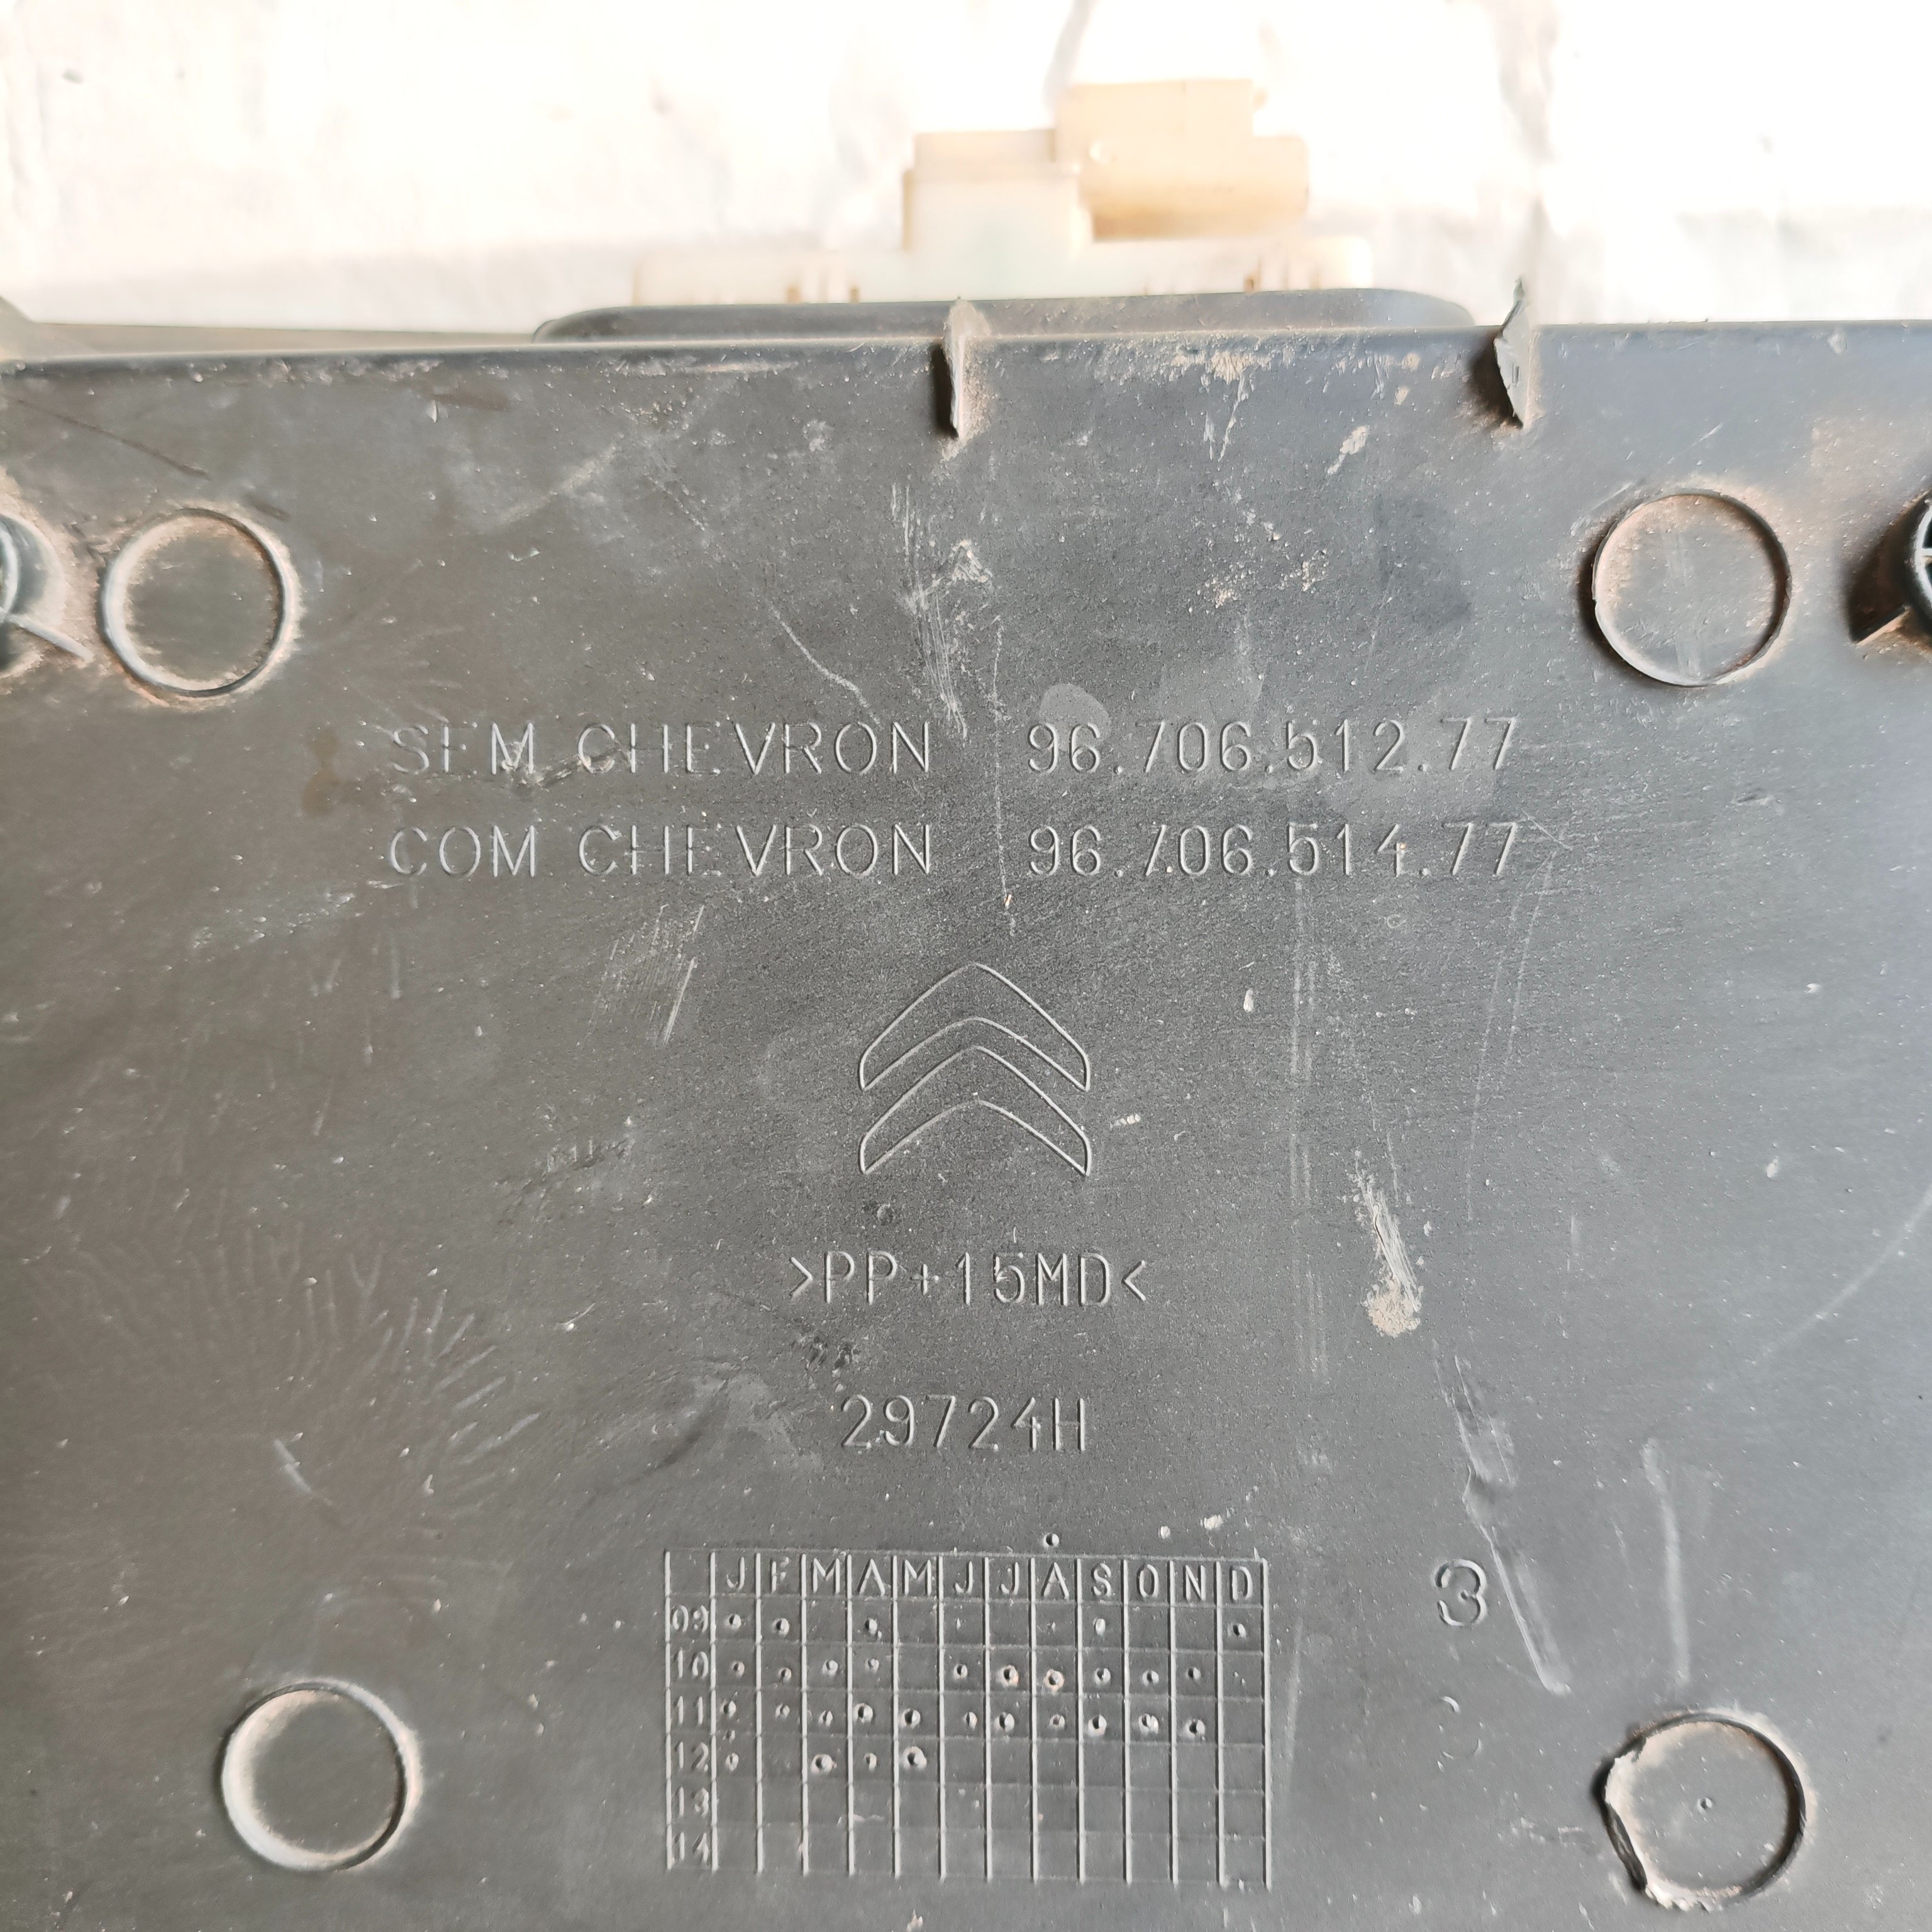 SEM CHEVRON 96.706.512.77
COM CHEVRON 96.706.514.77
>PP+15MD<
29724H
J F M A M J J A S O N D
09
10
11
12
13
14
3